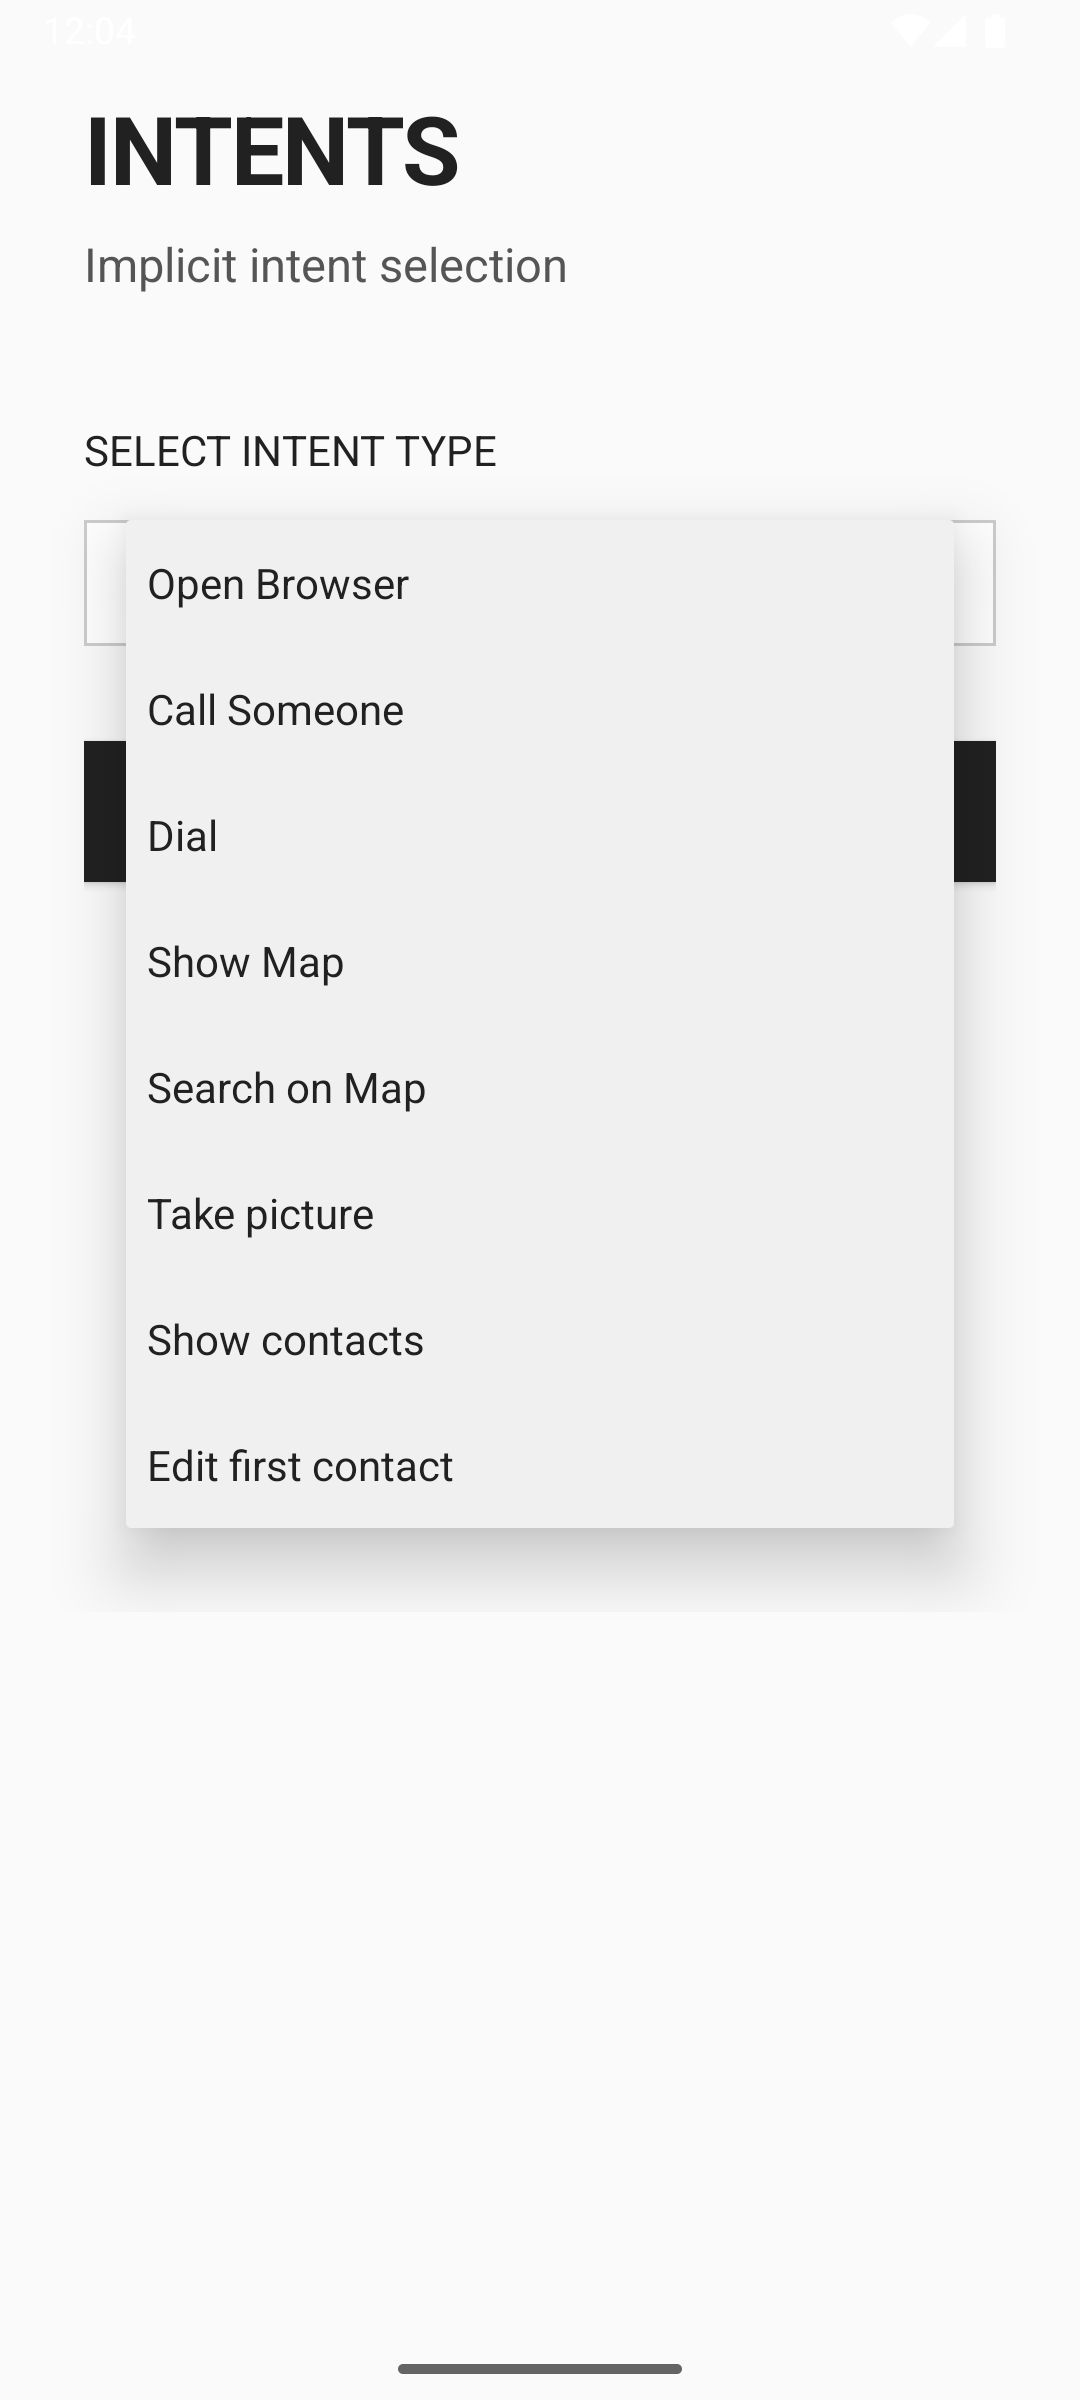 12:04
INTENTS
Implicit intent selection
SELECT INTENT TYPE
Open Browser
Call Someone
Dial
Show Map
Search on Map
Take picture
Show contacts
Edit first contact